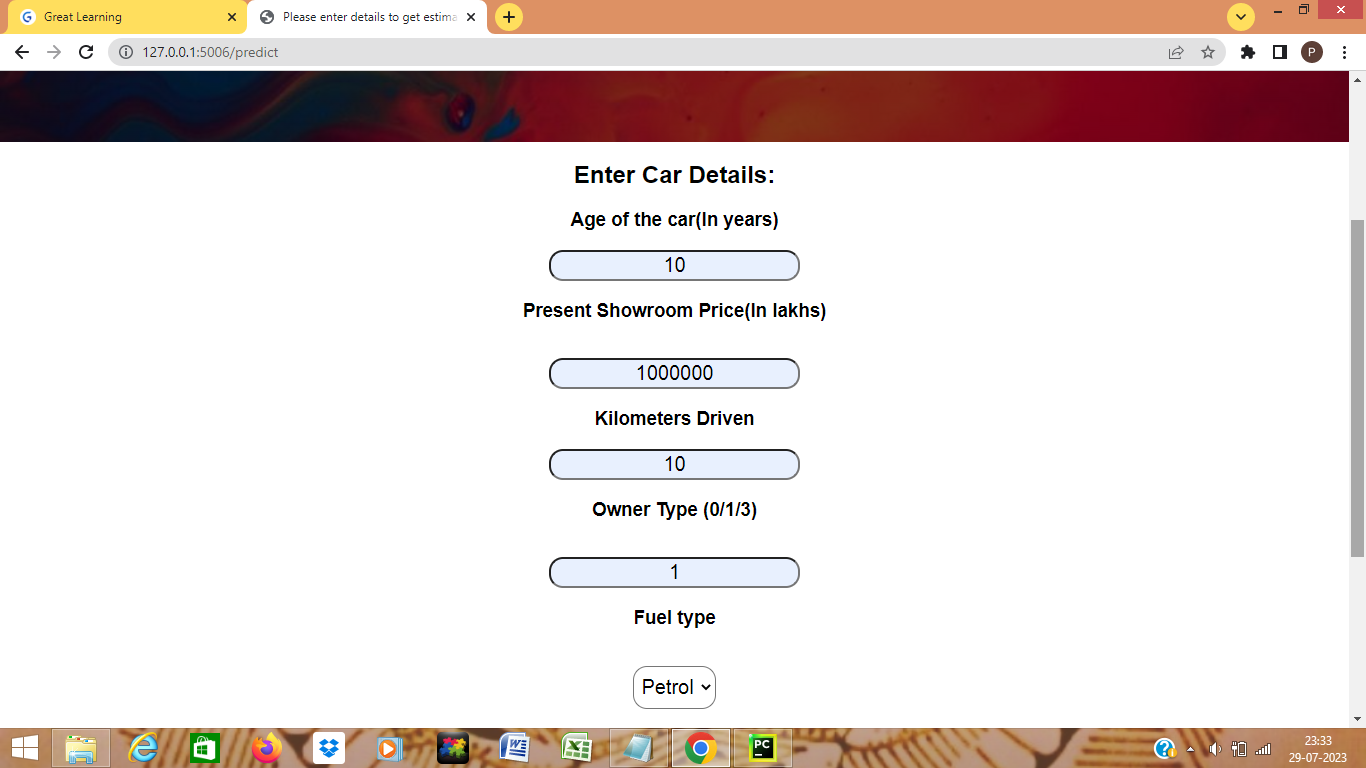 Great Learning
Please enter details to get estima
127.0.0.1:5006/predict
P
Enter Car Details:
Age of the car(In years)
10
Present Showroom Price(In lakhs)
1000000
Kilometers Driven
10
Owner Type (0/1/3)
1
Fuel type
Petrol
PC
23:33
29-07-2023